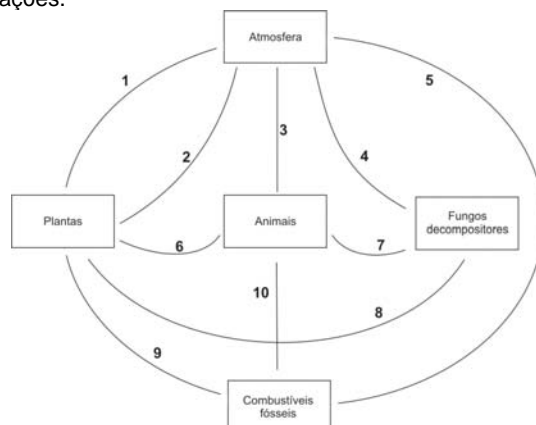 ações.
Atmosfera
1
5
2
3
4
Plantas
Animais
Fungos
decompositores
6
7
10
8
9
Combustíveis
fósseis